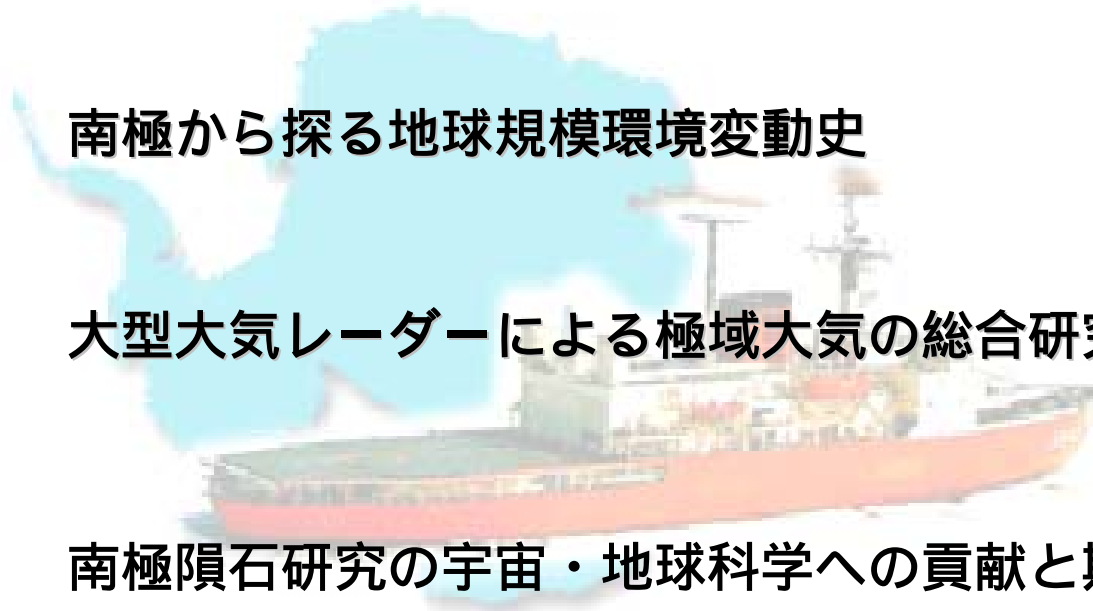 南極から探る地球規模環境変動史
大型大気レーダーによる極域大気の総合研究
南極隕石研究の宇宙・地球科学への貢献と